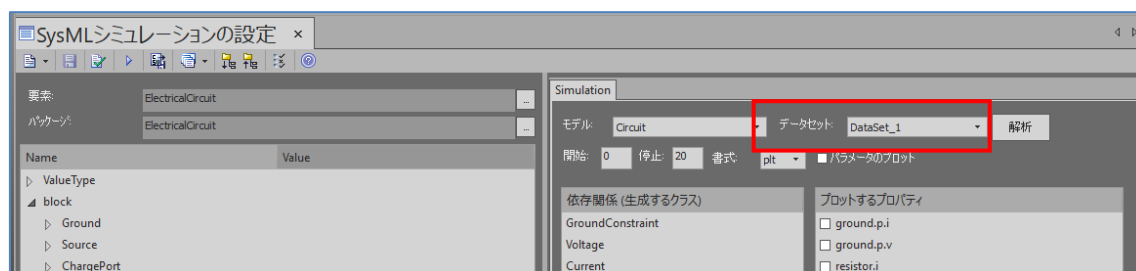 SysMLシミュレーションの設定 ×
要素: ElectricalCircuit ...
パッケージ: ElectricalCircuit ...
Name Value
ValueType
block
Ground
Source
ChargePort
Simulation
モデル: Circuit データセット: DataSet_1 解析
開始: 0 停止: 20 書式: plt パラメータのプロット
依存関係 (生成するクラス) プロットするプロパティ
GroundConstraint ground.p.i
Voltage ground.p.v
Current resistor.i